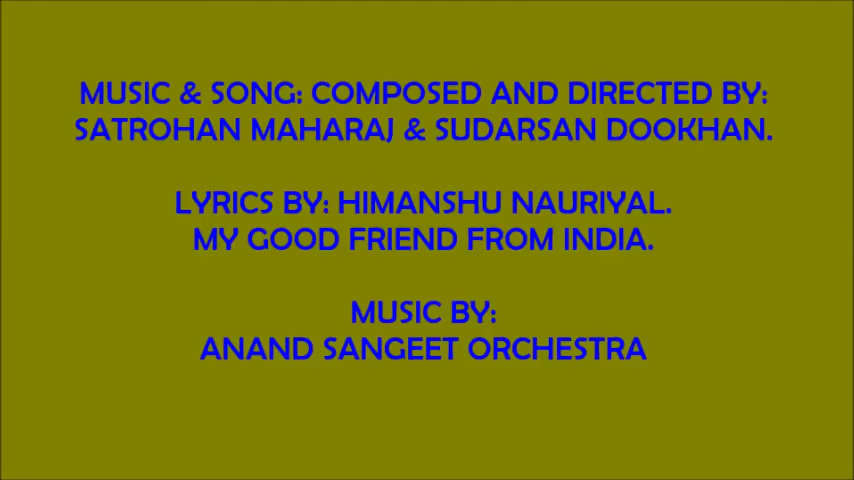 MUSIC & SONG: COMPOSED AND DIRECTED BY:
SATROHAN MAHARAJ & SUDARSAN DOOKHAN.
LYRICS BY: HIMANSHU NAURIYAL.
MY GOOD FRIEND FROM INDIA.
MUSIC BY:
ANAND SANGEET ORCHESTRA